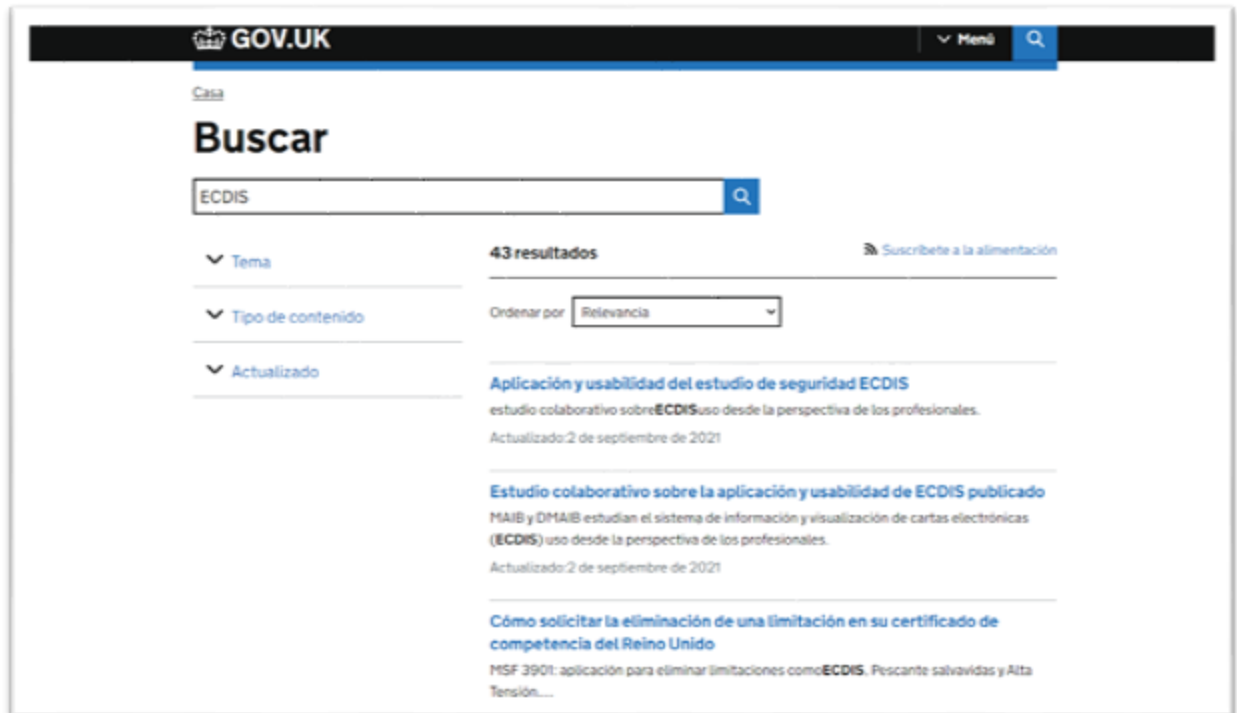 GOV.UK
Menú
Casa
Buscar
ECDIS
Tema
Tipo de contenido
Actualizado
43 resultados
Suscríbete a la alimentación
Ordenar por Relevancia
Aplicación y usabilidad del estudio de seguridad ECDIS
estudio colaborativo sobreECDISuso desde la perspectiva de los profesionales.
Actualizado:2 de septiembre de 2021
Estudio colaborativo sobre la aplicación y usabilidad de ECDIS publicado
MAIB y DMAIB estudian el sistema de información y visualización de cartas electrónicas
(ECDIS) uso desde la perspectiva de los profesionales.
Actualizado:2 de septiembre de 2021
Cómo solicitar la eliminación de una limitación en su certificado de
competencia del Reino Unido
MSF 3901: aplicación para eliminar limitaciones comoECDIS, Pescante salvavidas y Alta
Tensión....